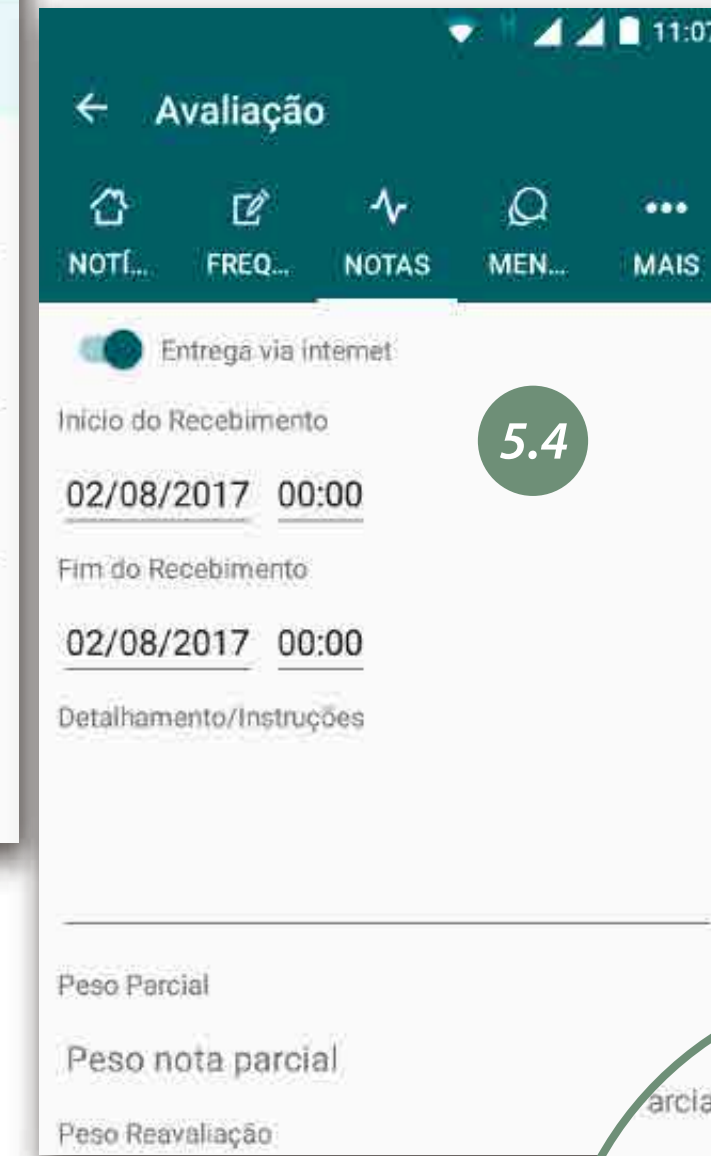 11:07
← Avaliação
NOTÍ... FREQ... NOTAS MEN... MAIS
Entrega via internet
Início do Recebimento
5.4
02/08/2017 00:00
Fim do Recebimento
02/08/2017 00:00
Detalhamento/Instruções
Peso Parcial
Peso nota parcial
arcia
Peso Reavaliação